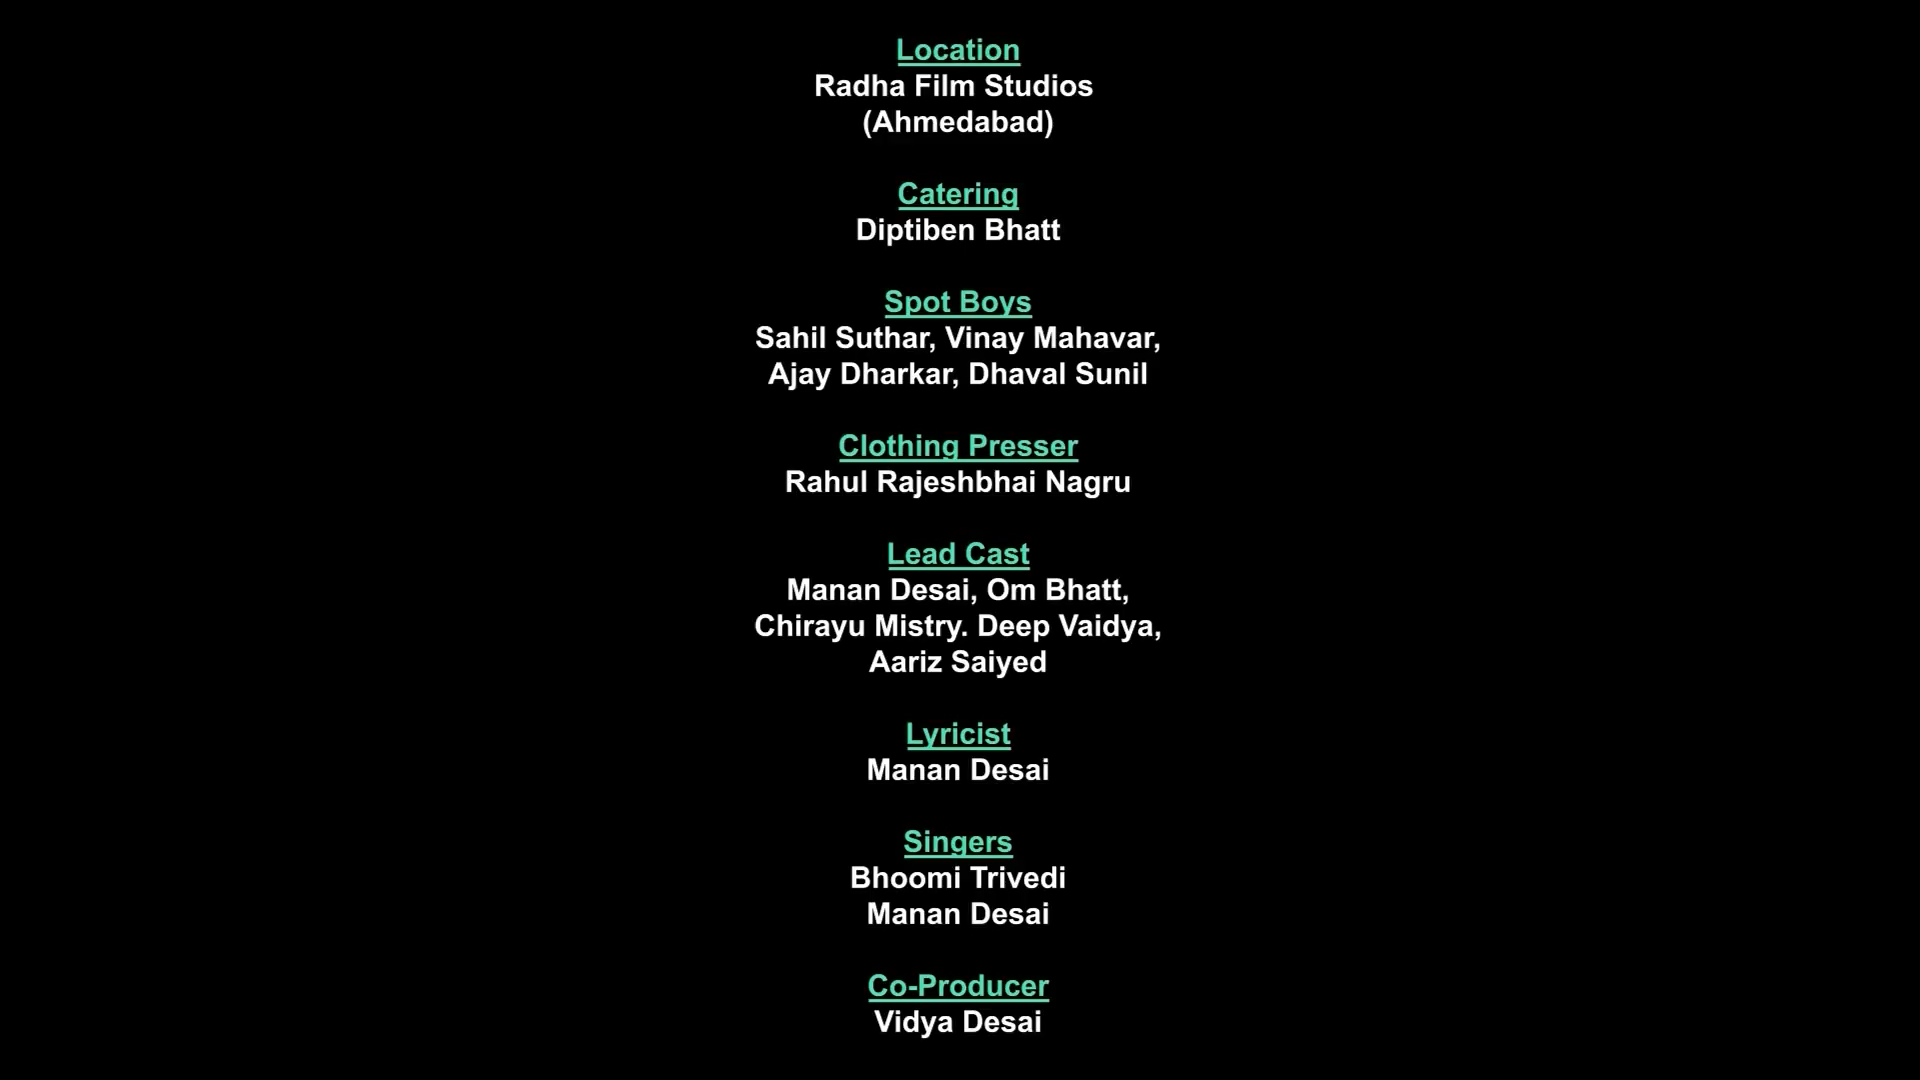 Location
Radha Film Studios
(Ahmedabad)
Catering
Diptiben Bhatt
Spot Boys
Sahil Suthar, Vinay Mahavar,
Ajay Dharkar, Dhaval Sunil
Clothing Presser
Rahul Rajeshbhai Nagru
Lead Cast
Manan Desai, Om Bhatt,
Chirayu Mistry. Deep Vaidya,
Aariz Saiyed
Lyricist
Manan Desai
Singers
Bhoomi Trivedi
Manan Desai
Co-Producer
Vidya Desai